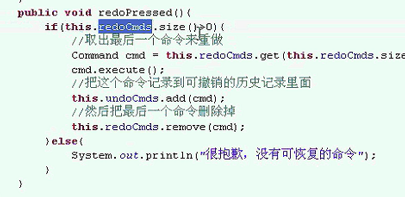 public void redoPressed(){
if(this.redoCmds.size()>0){
//取出最后一个命令来重做
Command cmd = this.redoCmds.get(this.redoCmds.size
cmd.execute();
//把这个命令记录到可撤销的历史记录里面
this.undoCmds.add(cmd);
//然后把最后一个命令删除掉
this.redoCmds.remove(cmd);
}else{
System.out.println("很抱歉，没有可恢复的命令");
}
}